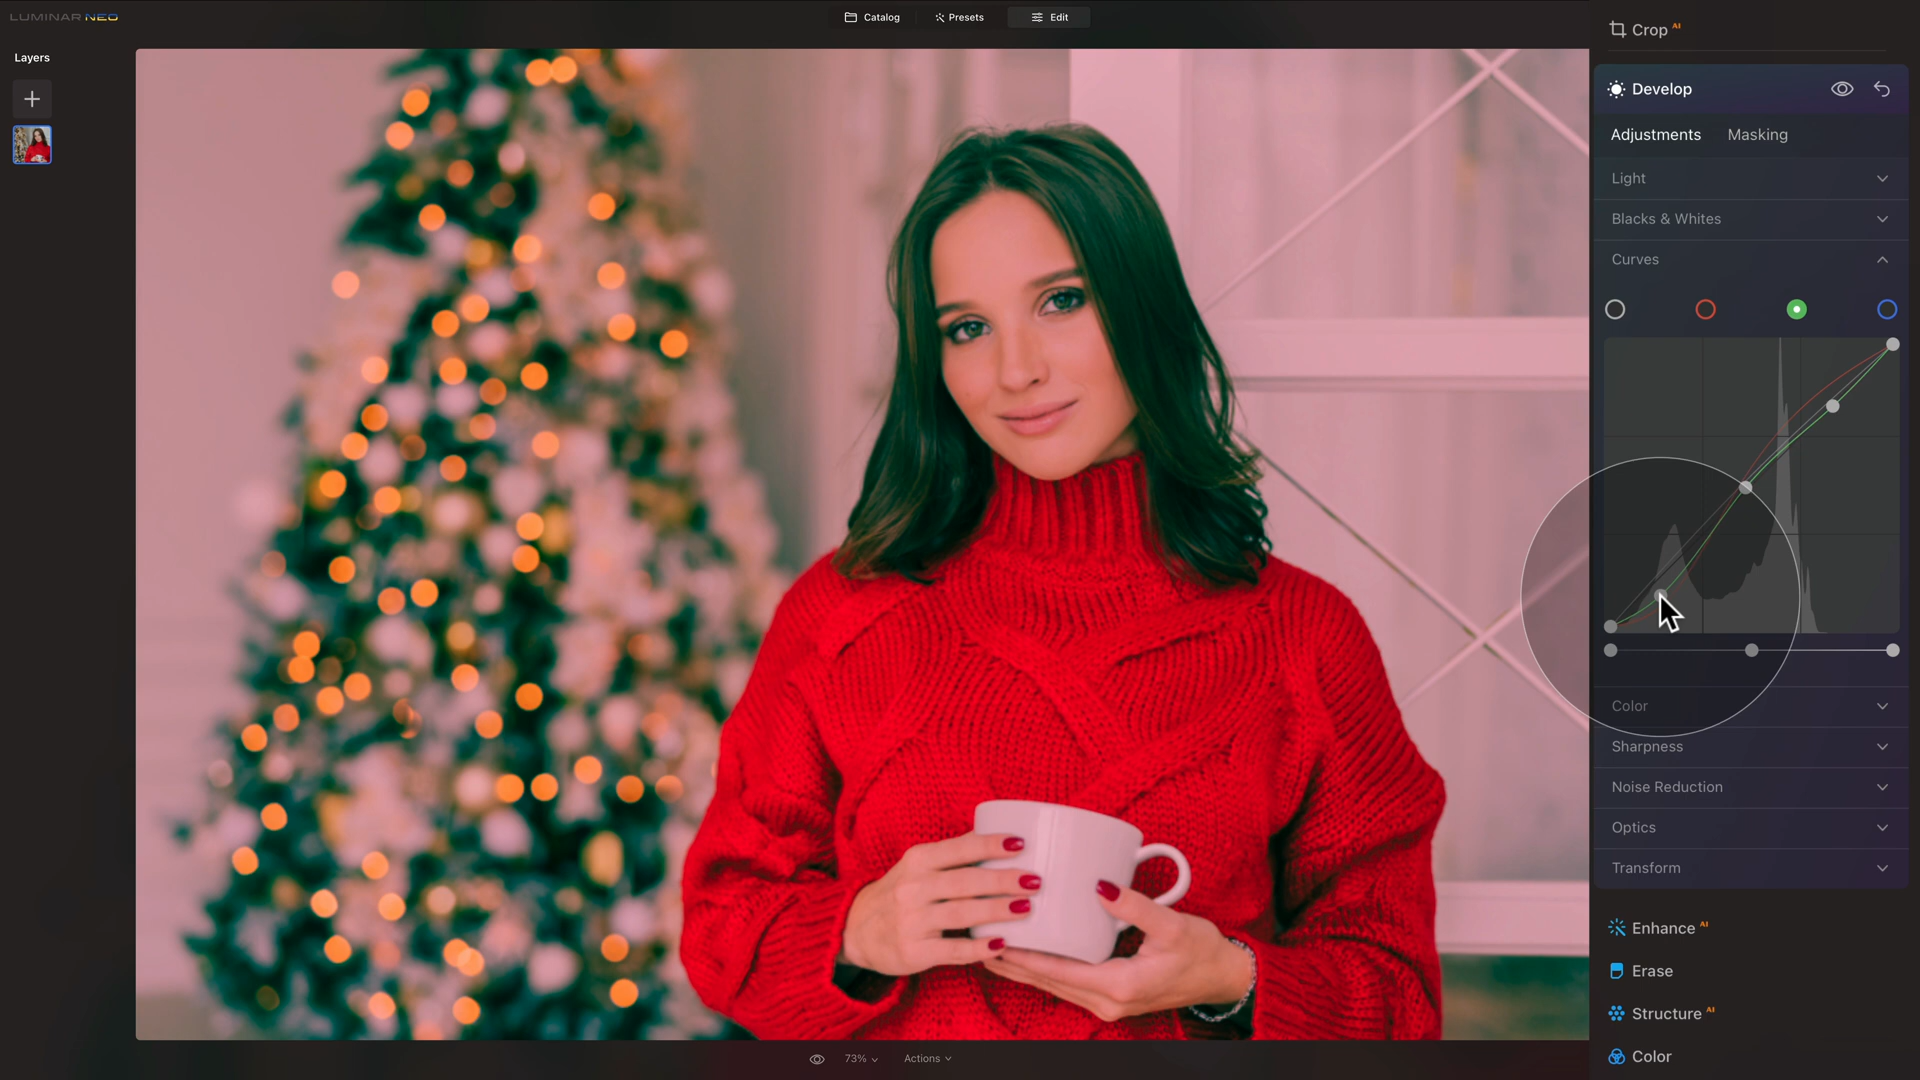 LUMINAR NEO
Catalog
Presets
Edit
Layers
73%
Actions
Crop AI
Develop
Adjustments
Masking
Light
Blacks & Whites
Curves
Color
Sharpness
Noise Reduction
Optics
Transform
Enhance AI
Erase
Structure AI
Color